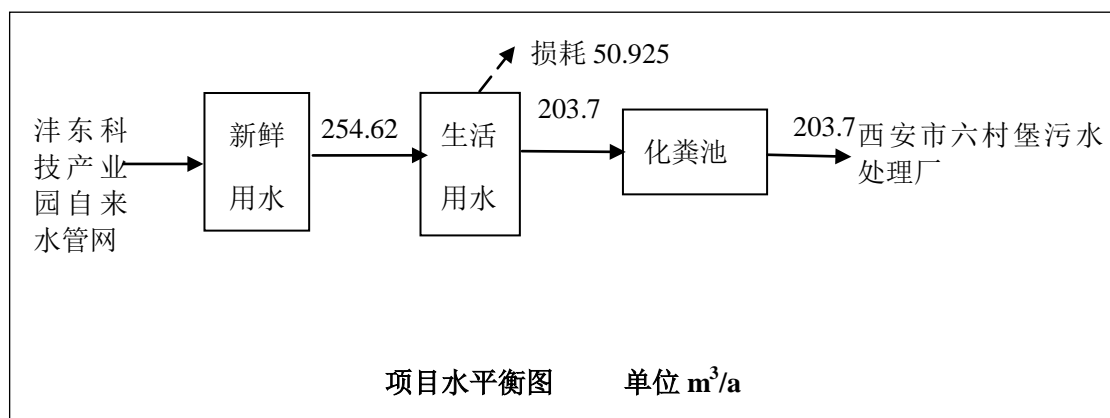 损耗 50.925
沣东科
技产业
园自来
水管网
新鲜
用水
254.62
生活
用水
203.7
化粪池
203.7
西安市六村堡污水
处理厂
项目水平衡图 单位 m³/a